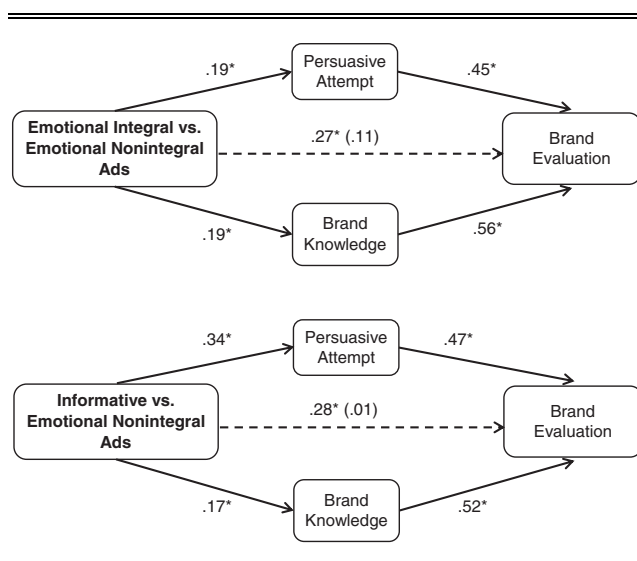 .19*
Persuasive
Attempt
.45*
Emotional Integral vs.
Emotional Nonintegral
Ads
.27* (.11)
Brand
Evaluation
.19*
Brand
Knowledge
.56*
.34*
Persuasive
Attempt
.47*
Informative vs.
Emotional Nonintegral
Ads
.28* (.01)
Brand
Evaluation
.17*
Brand
Knowledge
.52*